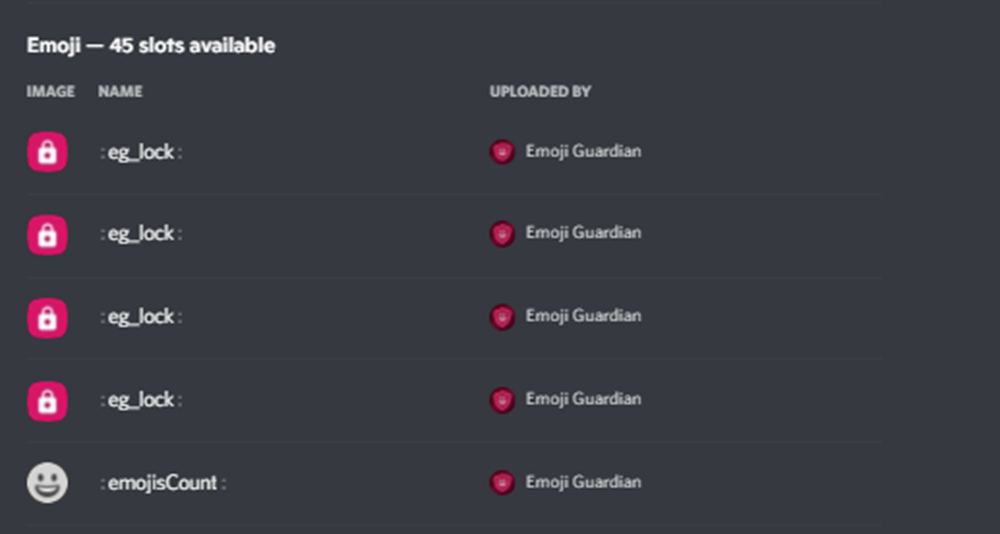 Emoji — 45 slots available
IMAGE NAME UPLOADED BY
:eg_lock: Emoji Guardian
:eg_lock: Emoji Guardian
:eg_lock: Emoji Guardian
:eg_lock: Emoji Guardian
:emojisCount: Emoji Guardian